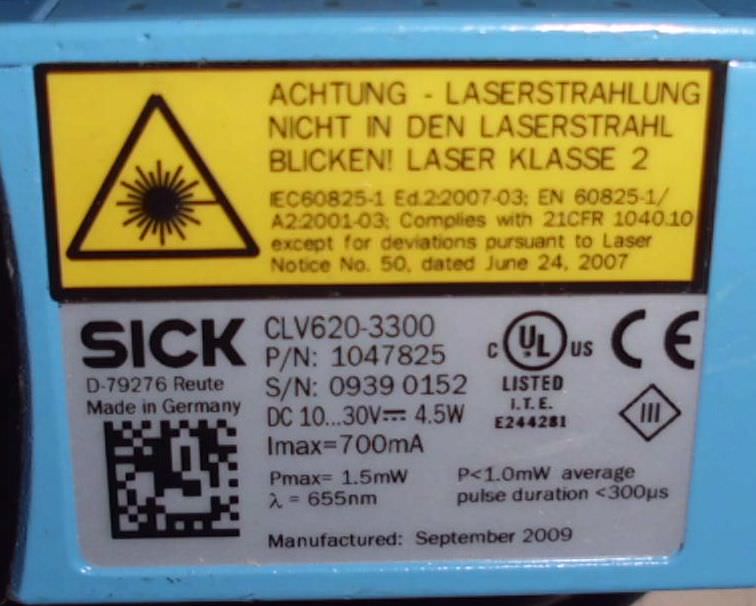 ACHTUNG - LASERSTRAHLUNG
NICHT IN DEN LASERSTRAHL
BLICKEN! LASER KLASSE 2
IEC60825-1 Ed.2:2007-03; EN 60825-1/
A2:2001-03; Complies with 21CFR 1040.10
except for deviations pursuant to Laser
Notice No. 50, dated June 24, 2007
SICK
D-79276 Reute
Made in Germany
CLV620-3300
P/N: 1047825
S/N: 0939 0152
DC 10...30V⎓ 4.5W
Imax=700mA
Pmax= 1.5mW
λ = 655nm
P<1.0mW average
pulse duration <300µs
Manufactured: September 2009
C UL US
LISTED
I.T.E.
E244281
CE
III